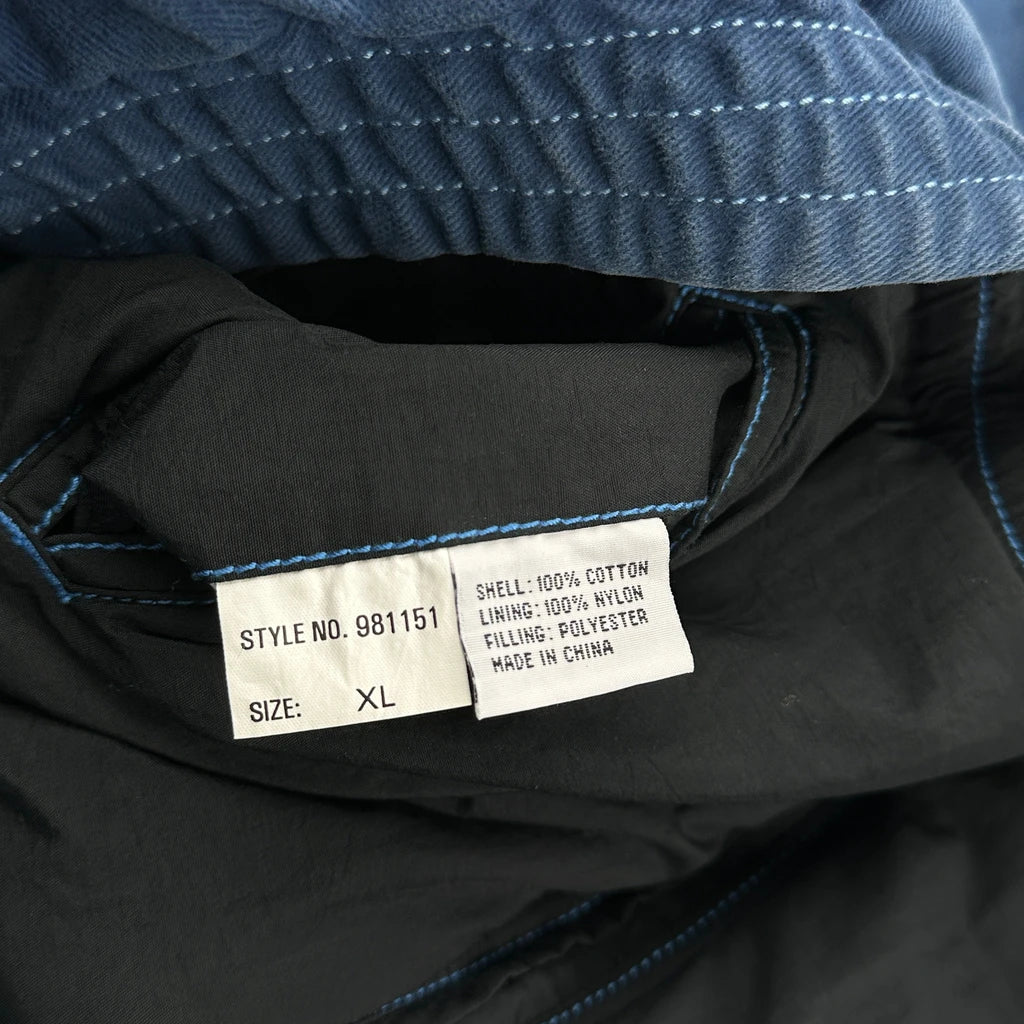 STYLE NO. 981151
SIZE: XL
SHELL: 100% COTTON
LINING: 100% NYLON
FILLING: POLYESTER
MADE IN CHINA